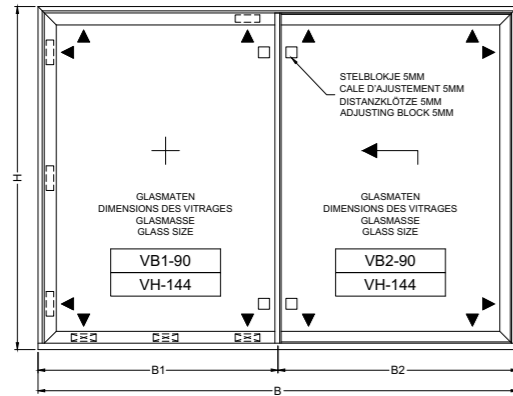 STELBLOKJE 5MM
CALE D'AJUSTEMENT 5MM
DISTANZKLÖTZE 5MM
ADJUSTING BLOCK 5MM
H
GLASMATEN
DIMENSIONS DES VITRAGES
GLASMASSE
GLASS SIZE
VB1-90
VH-144
GLASMATEN
DIMENSIONS DES VITRAGES
GLASMASSE
GLASS SIZE
VB2-90
VH-144
B1
B2
B